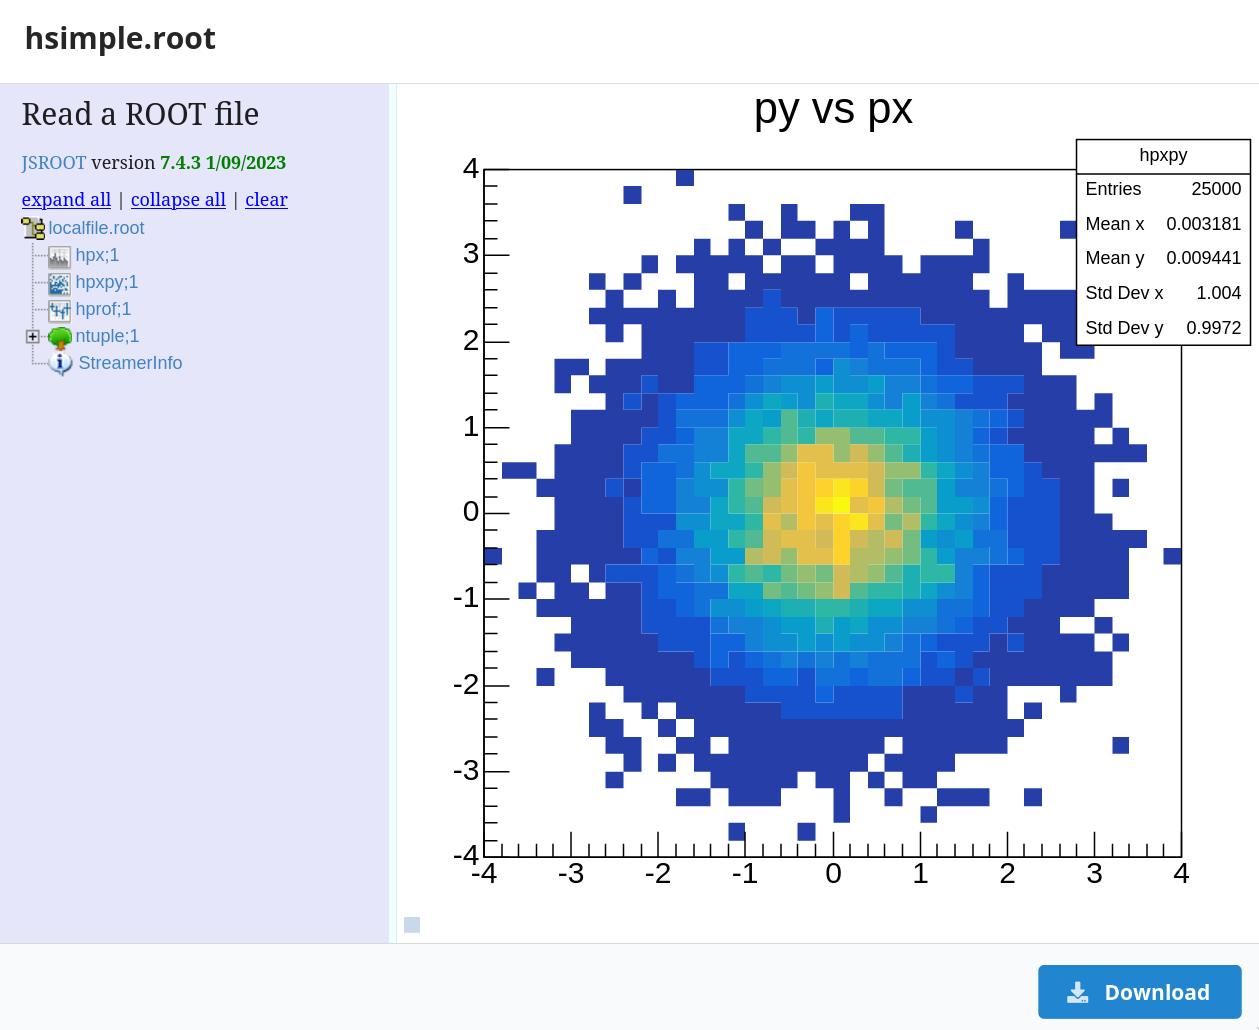 hsimple.root
Read a ROOT file
JSROOT version 7.4.3 1/09/2023
expand all | collapse all | clear
localfile.root
hpx;1
hpxpy;1
hprof;1
ntuple;1
StreamerInfo
py vs px
hpxpy
Entries 25000
Mean x 0.003181
Mean y 0.009441
Std Dev x 1.004
Std Dev y 0.9972
4
3
2
1
0
-1
-2
-3
-4
-4 -3 -2 -1 0 1 2 3 4
Download